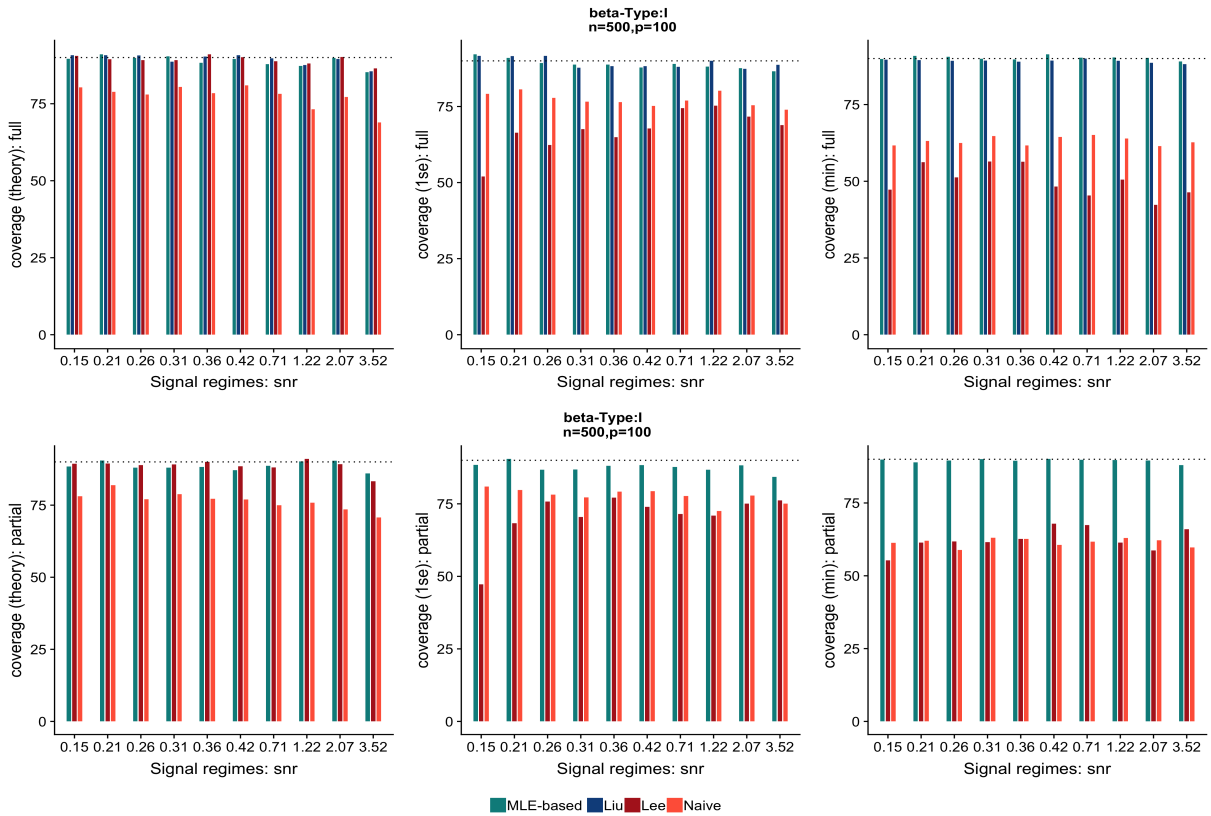 beta-Type:I
n=500,p=100
coverage (theory): full
75
50
25
0
0.15 0.21 0.26 0.31 0.36 0.42 0.71 1.22 2.07 3.52
Signal regimes: snr
coverage (1se): full
75
50
25
0
0.15 0.21 0.26 0.31 0.36 0.42 0.71 1.22 2.07 3.52
Signal regimes: snr
coverage (min): full
75
50
25
0
0.15 0.21 0.26 0.31 0.36 0.42 0.71 1.22 2.07 3.52
Signal regimes: snr
beta-Type:I
n=500,p=100
coverage (theory): partial
75
50
25
0
0.15 0.21 0.26 0.31 0.36 0.42 0.71 1.22 2.07 3.52
Signal regimes: snr
coverage (1se): partial
75
50
25
0
0.15 0.21 0.26 0.31 0.36 0.42 0.71 1.22 2.07 3.52
Signal regimes: snr
coverage (min): partial
75
50
25
0
0.15 0.21 0.26 0.31 0.36 0.42 0.71 1.22 2.07 3.52
Signal regimes: snr
MLE-based Liu Lee Naive